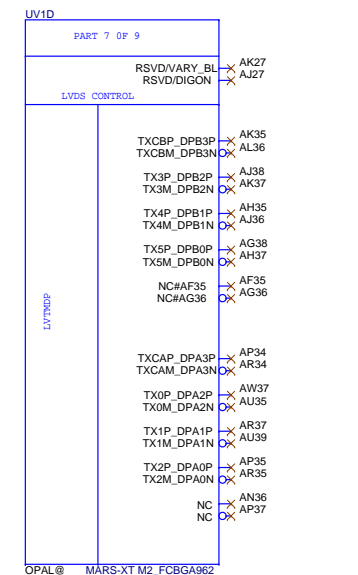 UV1D
PART 7 0F 9
RSVD/VARY_BL AK27
RSVD/DIGON AJ27
LVDS CONTROL
TXCBP_DPB3P AK35
TXCBM_DPB3N AL36
TX3P_DPB2P AJ38
TX3M_DPB2N AK37
TX4P_DPB1P AH35
TX4M_DPB1N AJ36
TX5P_DPB0P AG38
TX5M_DPB0N AH37
NC#AF35 AF35
NC#AG36 AG36
LVTMDP
TXCAP_DPA3P AP34
TXCAM_DPA3N AR34
TX0P_DPA2P AW37
TX0M_DPA2N AU35
TX1P_DPA1P AR37
TX1M_DPA1N AU39
TX2P_DPA0P AP35
TX2M_DPA0N AR35
NC AN36
NC AP37
OPAL@ MARS-XT M2_FCBGA962